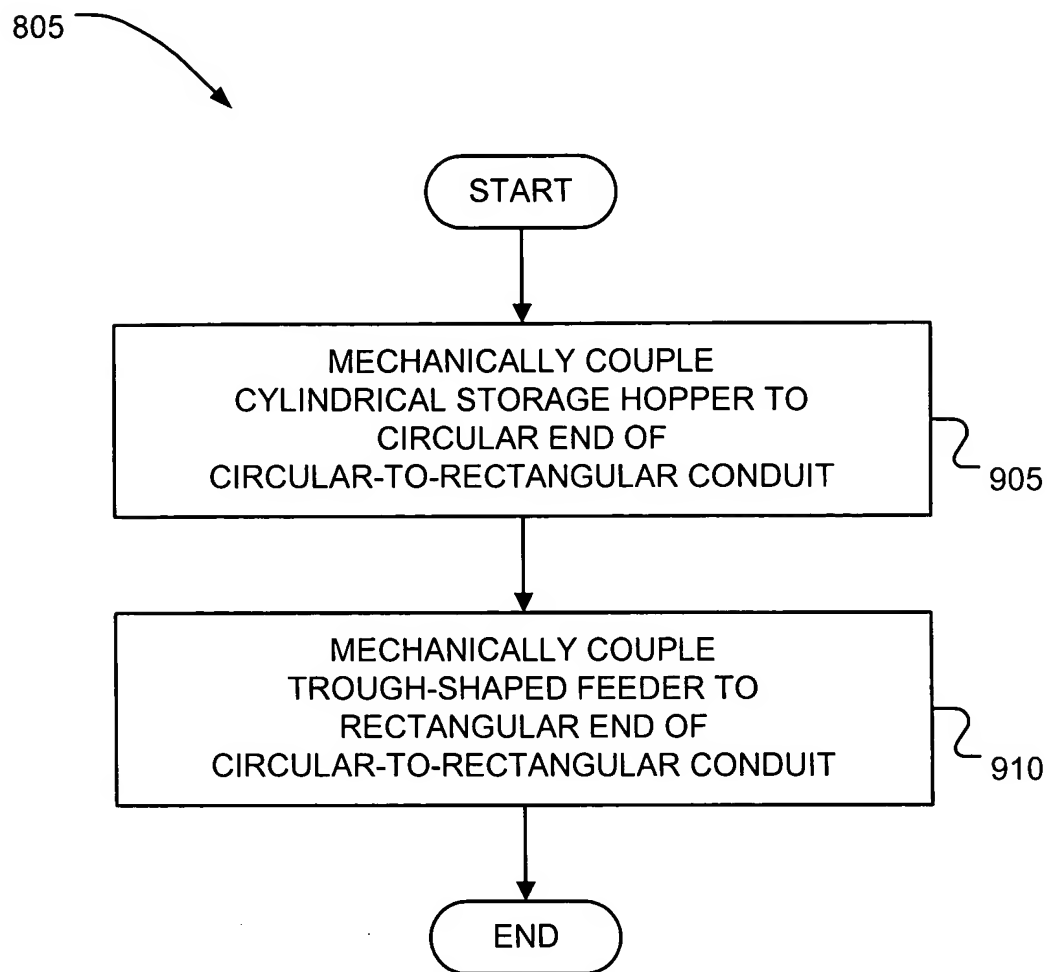 805
START
MECHANICALLY COUPLE
CYLINDRICAL STORAGE HOPPER TO
CIRCULAR END OF
CIRCULAR-TO-RECTANGULAR CONDUIT
905
MECHANICALLY COUPLE
TROUGH-SHAPED FEEDER TO
RECTANGULAR END OF
CIRCULAR-TO-RECTANGULAR CONDUIT
910
END